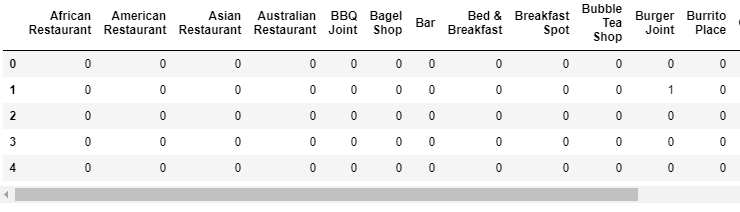 African Restaurant American Restaurant Asian Restaurant Australian Restaurant BBQ Joint Bagel Shop Bar Bed & Breakfast Breakfast Spot Bubble Tea Shop Burger Joint Burrito Place
0 0 0 0 0 0 0 0 0 0 0 0 0
1 0 0 0 0 0 0 0 0 0 0 1 0
2 0 0 0 0 0 0 0 0 0 0 0 0
3 0 0 0 0 0 0 0 0 0 0 0 0
4 0 0 0 0 0 0 0 0 0 0 0 0